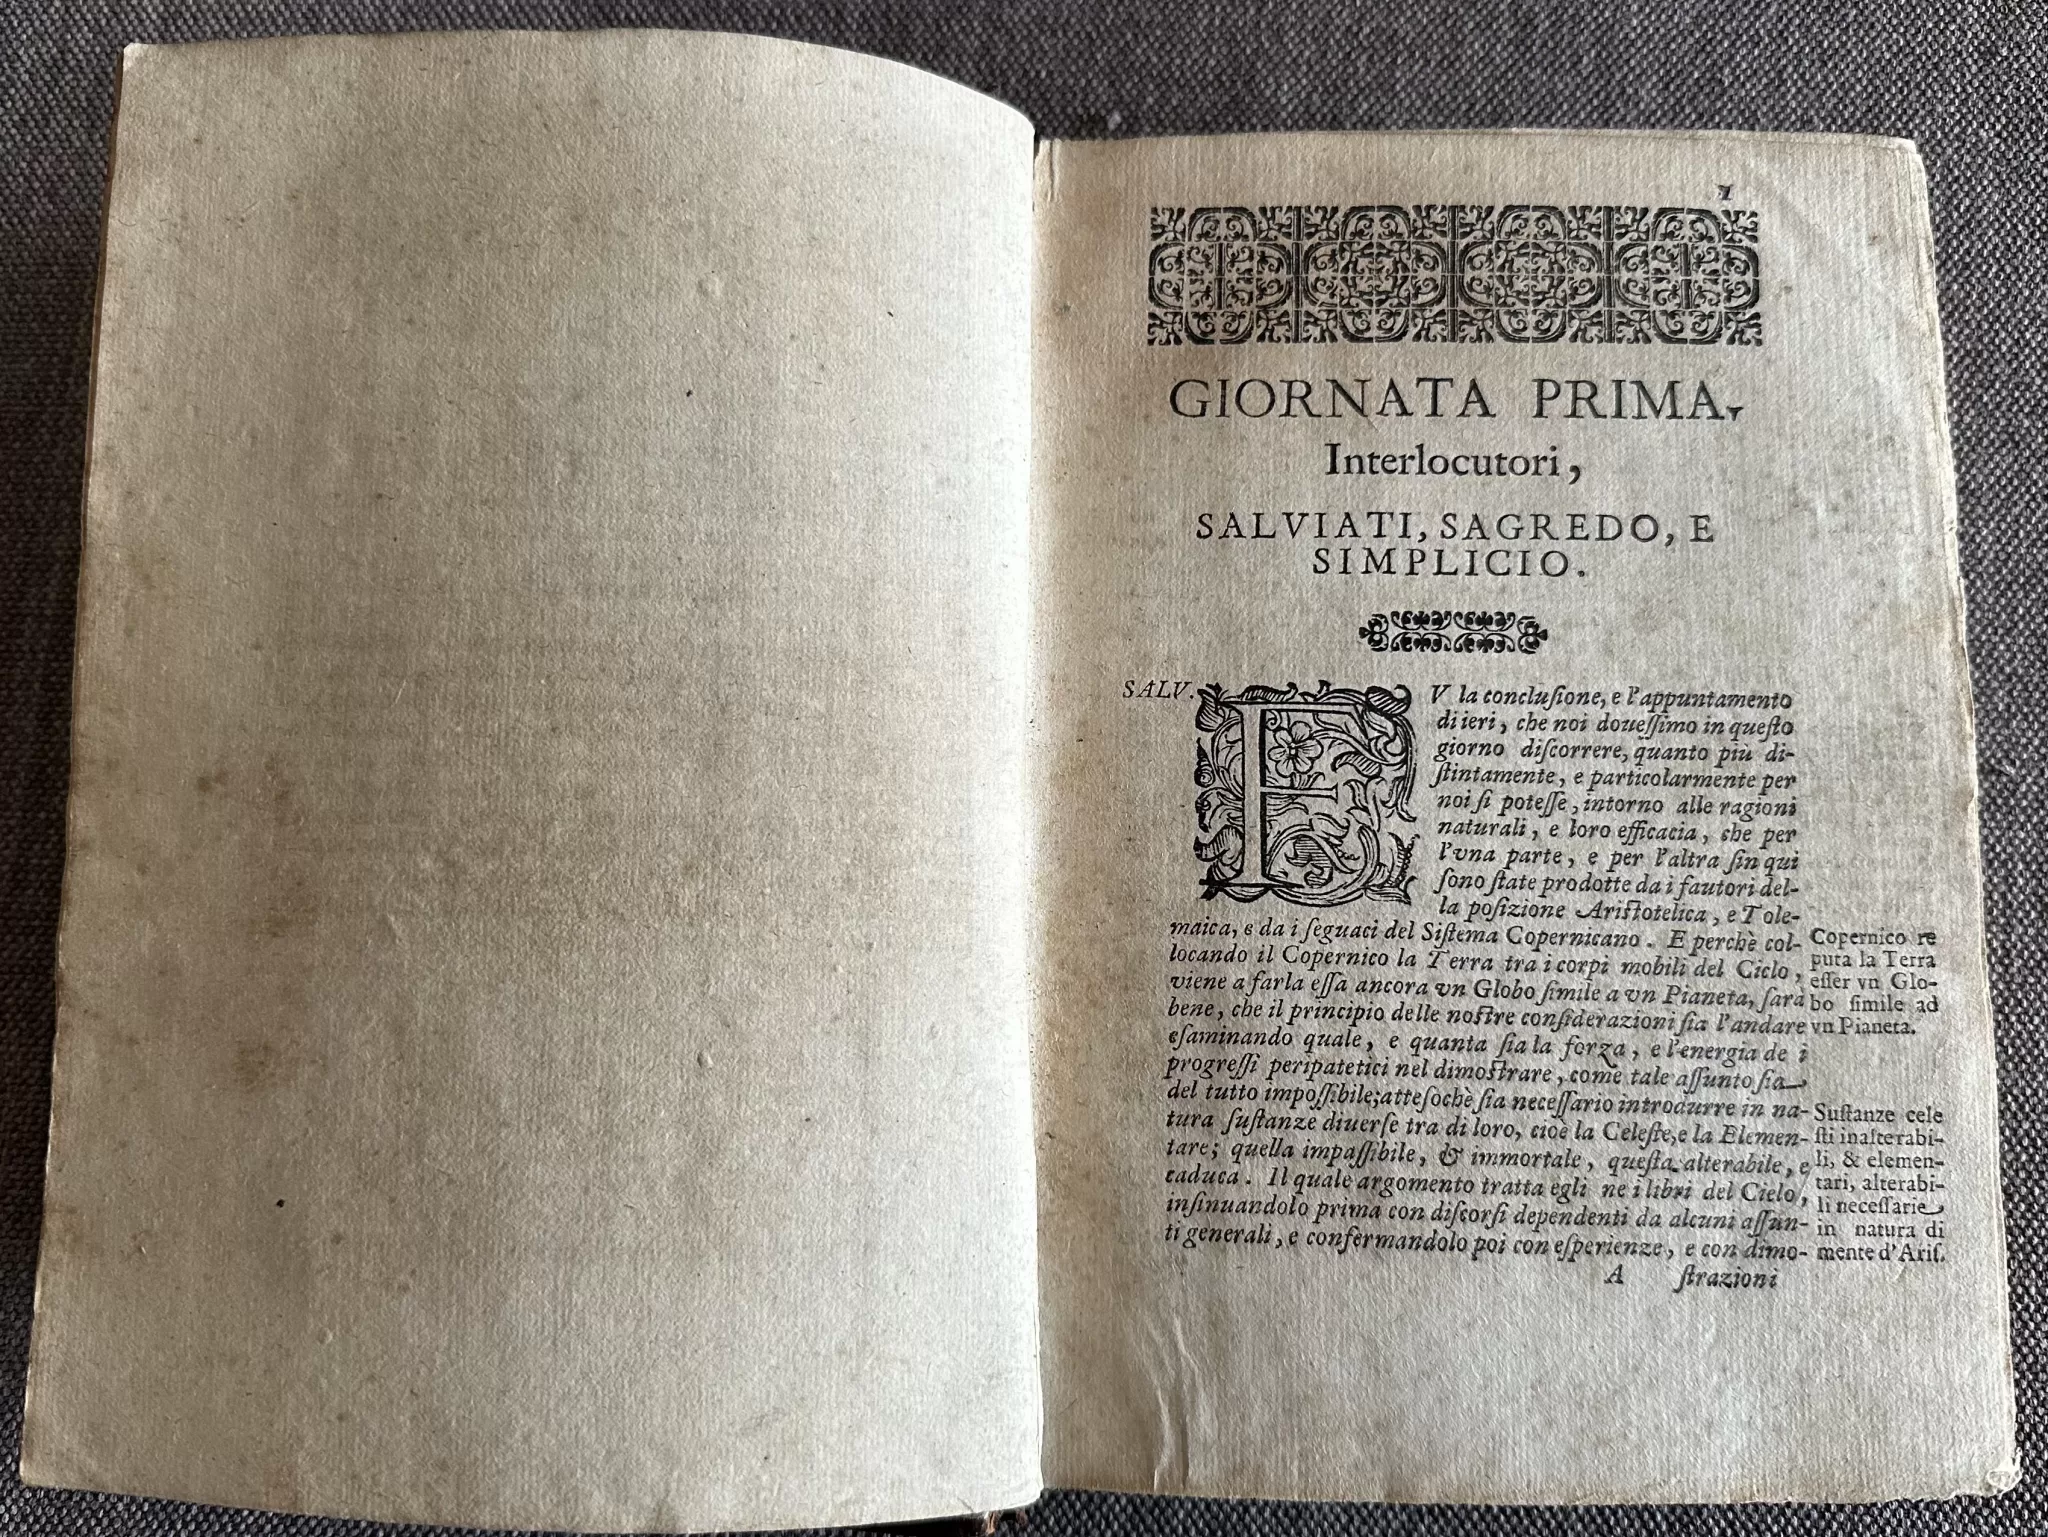 1
GIORNATA PRIMA,
Interlocutori,
SALVIATI, SAGREDO, E
SIMPLICIO.
SALV.
FV la concluſione, e l'appuntamento
di ieri, che noi doueſſimo in queſto
giorno diſcorrere, quanto più di-
ſtintamente, e particolarmente per
noi ſi poteſſe, intorno alle ragioni
naturali, e loro efficacia, che per
l'vna parte, e per l'altra ſin qui
ſono ſtate prodotte da i fautori del-
la poſizione Ariſtotelica, e Tole-
maica, e da i ſeguaci del Siſtema Copernicano. E perchè col-
locando il Copernico la Terra tra i corpi mobili del Cielo,
viene a farla eſſa ancora vn Globo ſimile a vn Pianeta, ſarà
bene, che il principio delle noſtre conſiderazioni ſia l'andare
eſaminando quale, e quanta ſia la forza, e l'energia de i
progreſſi peripatetici nel dimoſtrare, come tale aſſunto ſia
del tutto impoſſibile; atteſochè ſia neceſſario introdurre in na-
tura ſuſtanze diuerſe tra di loro, cioè la Celeſte, e la Elemen-
tare; quella impaſſibile, & immortale, queſta alterabile, e
caduca. Il quale argomento tratta egli ne i libri del Cielo,
inſinuandolo prima con diſcorſi dependenti da alcuni aſſun-
ti generali, e confermandolo poi con eſperienze, e con dimo-
A ſtrazioni
Copernico re
puta la Terra
eſſer vn Glo-
bo ſimile ad
vn Pianeta.
Suſtanze cele
ſti inalterabi-
li, & elemen-
tari, alterabi-
li neceſſarie
in natura di
mente d'Ariſ.